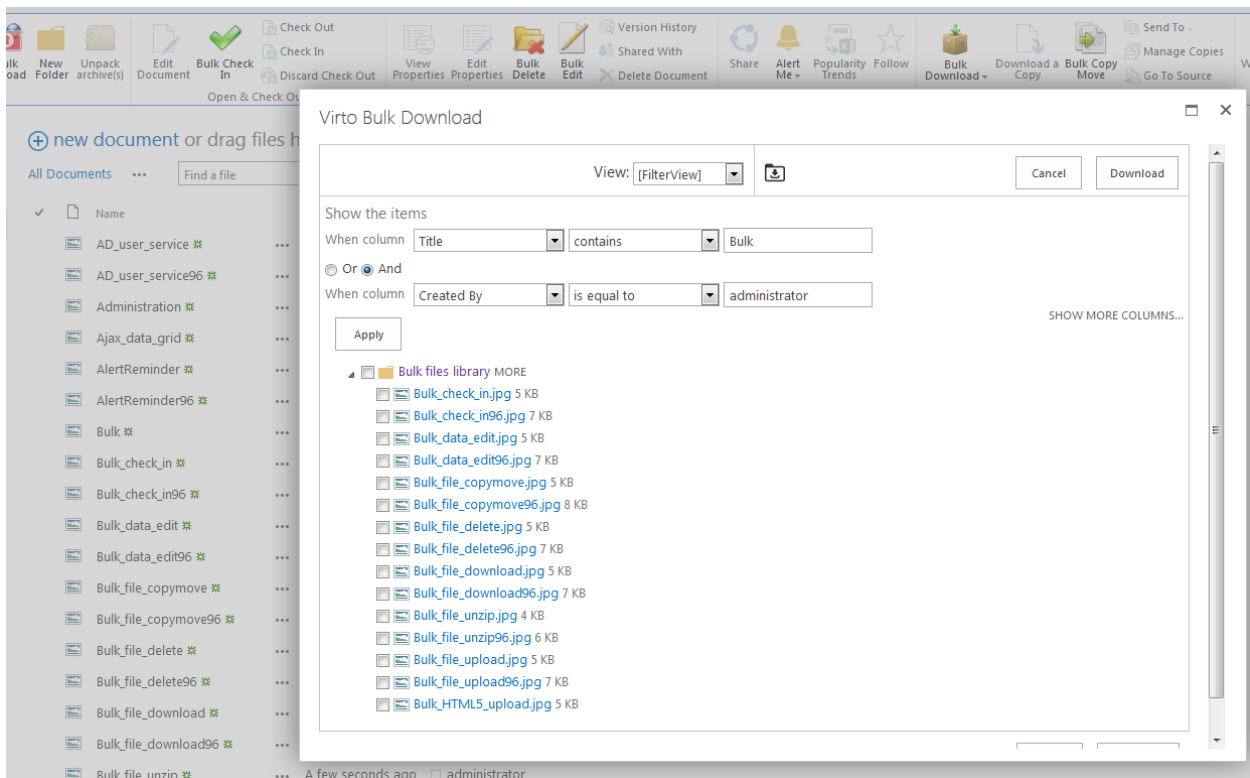 Check Out
Version History
Send To
Check In
Shared With
Manage Copies
New Folder
Unpack archive(s)
Edit Document
Bulk Check In
Discard Check Out
View Properties
Edit Properties
Bulk Delete
Bulk Edit
Delete Document
Share
Alert Me
Popularity Trends
Follow
Bulk Download
Download a Copy
Bulk Copy Move
Go To Source
Open & Check Ou
Virto Bulk Download
new document or drag files h
View: [FilterView]
Cancel
Download
All Documents ...
Find a file
Show the items
Name
When column Title contains Bulk
AD_user_service ...
Or And
AD_user_service96 ...
When column Created By is equal to administrator
Administration ...
SHOW MORE COLUMNS...
Ajax_data_grid ...
Apply
AlertReminder ...
Bulk files library MORE
AlertReminder96 ...
Bulk_check_in.jpg 5 KB
Bulk_check_in96.jpg 7 KB
Bulk ...
Bulk_data_edit.jpg 5 KB
Bulk_check_in ...
Bulk_data_edit96.jpg 7 KB
Bulk_file_copymove.jpg 5 KB
Bulk_check_in96 ...
Bulk_file_copymove96.jpg 8 KB
Bulk_data_edit ...
Bulk_file_delete.jpg 5 KB
Bulk_file_delete96.jpg 7 KB
Bulk_data_edit96 ...
Bulk_file_download.jpg 5 KB
Bulk_file_copymove ...
Bulk_file_download96.jpg 7 KB
Bulk_file_unzip.jpg 4 KB
Bulk_file_copymove96 ...
Bulk_file_unzip96.jpg 6 KB
Bulk_file_delete ...
Bulk_file_upload.jpg 5 KB
Bulk_file_upload96.jpg 7 KB
Bulk_file_delete96 ...
Bulk_HTML5_upload.jpg 5 KB
Bulk_file_download ...
Bulk_file_download96 ...
Bulk_file_unzip ... A few seconds ago administrator